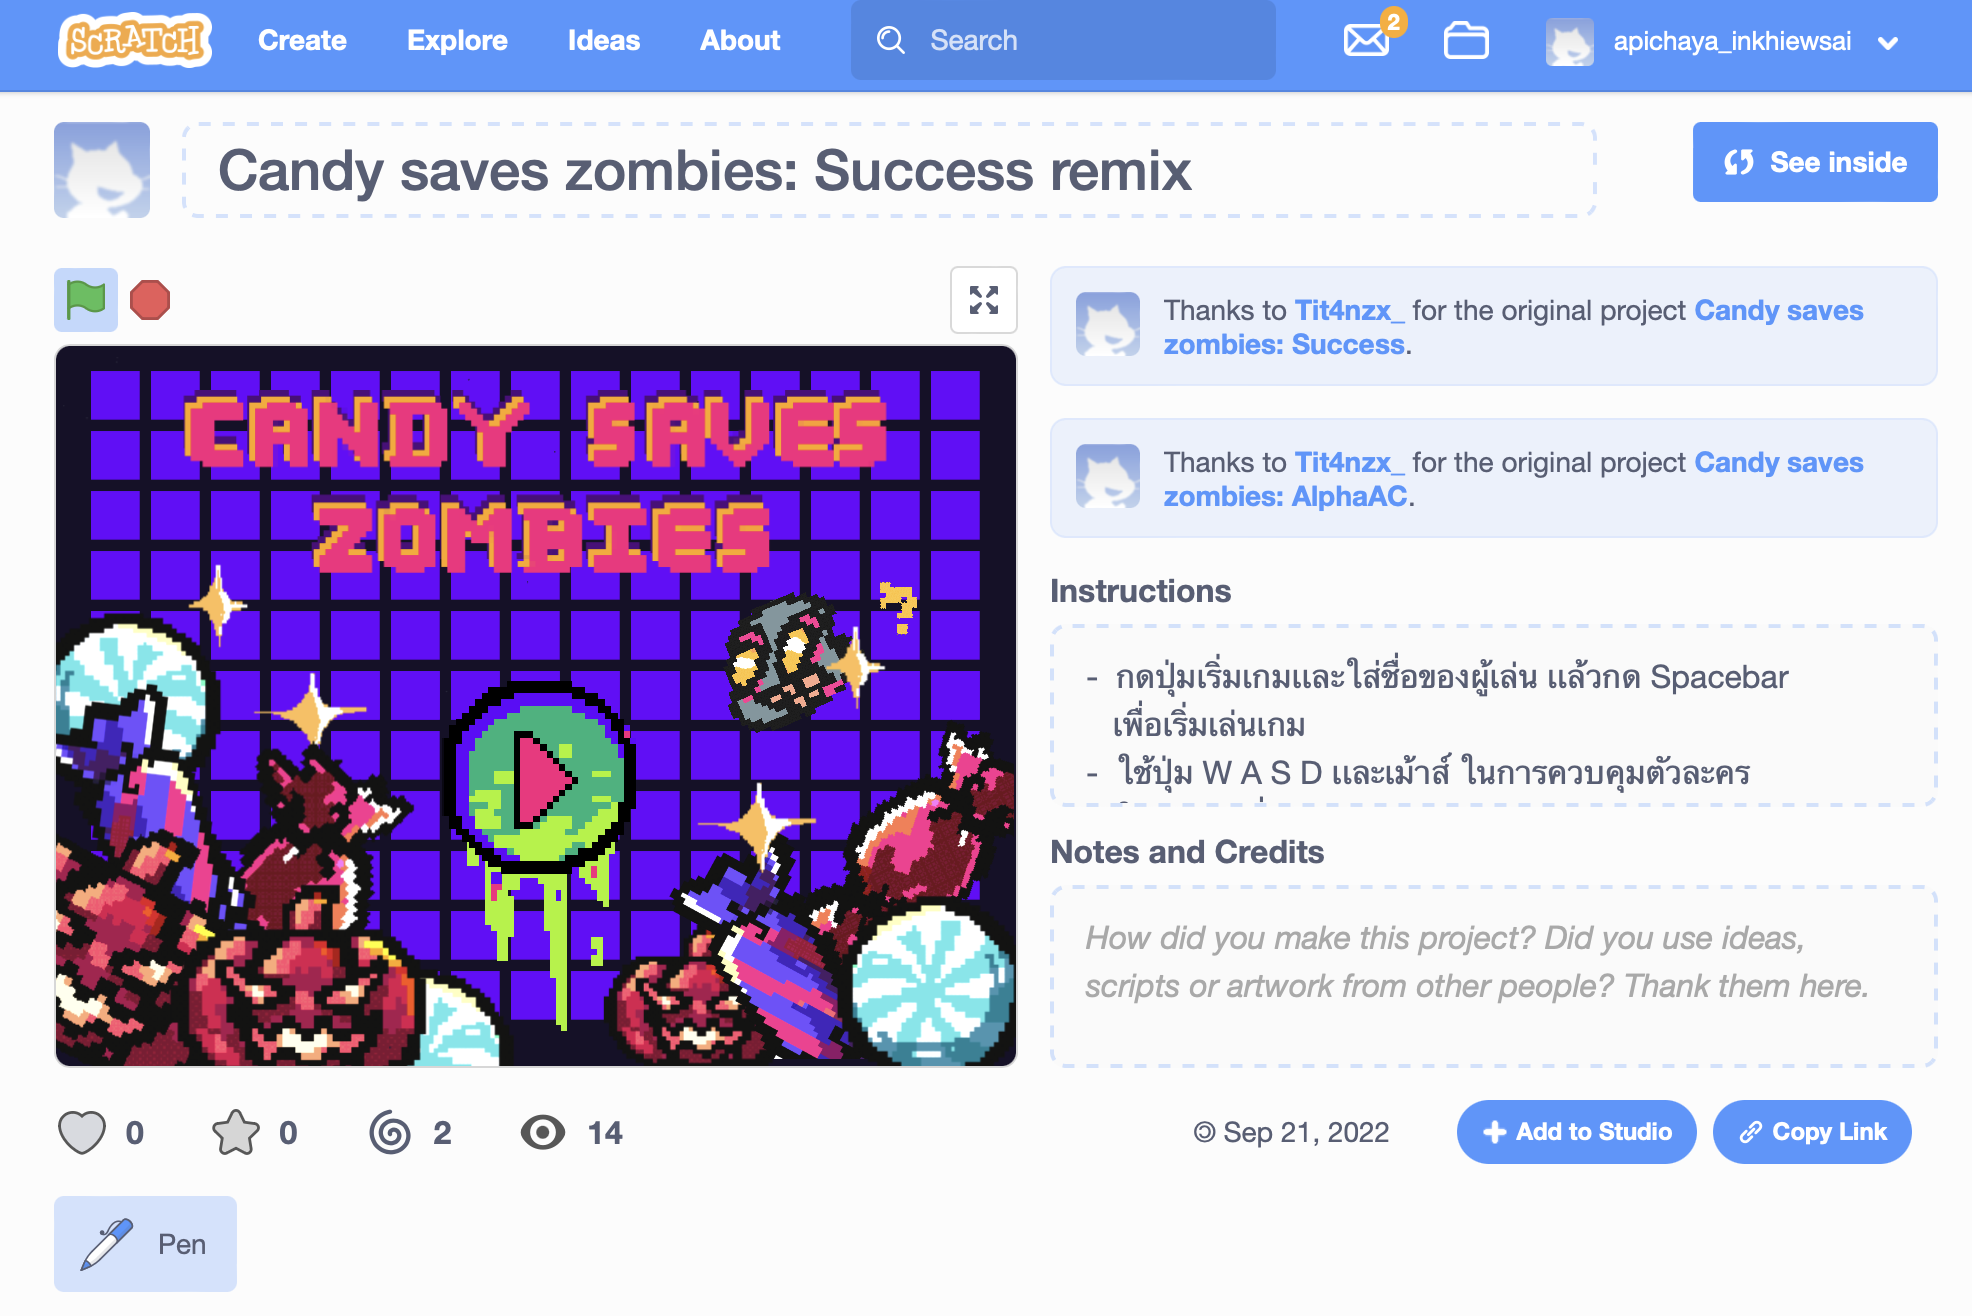 SCRATCH
Create
Explore
Ideas
About
Search
2
apichaya_inkhiewsai
Candy saves zombies: Success remix
See inside
CANDY SAVES
ZOMBIES
Thanks to Tit4nzx_ for the original project Candy saves
zombies: Success.
Thanks to Tit4nzx_ for the original project Candy saves
zombies: AlphaAC.
Instructions
- กดปุ่มเริ่มเกมและใส่ชื่อของผู้เล่น แล้วกด Spacebar
เพื่อเริ่มเล่นเกม
- ใช้ปุ่ม W A S D และเม้าส์ ในการควบคุมตัวละคร
Notes and Credits
How did you make this project? Did you use ideas,
scripts or artwork from other people? Thank them here.
0
0
2
14
Sep 21, 2022
Add to Studio
Copy Link
Pen